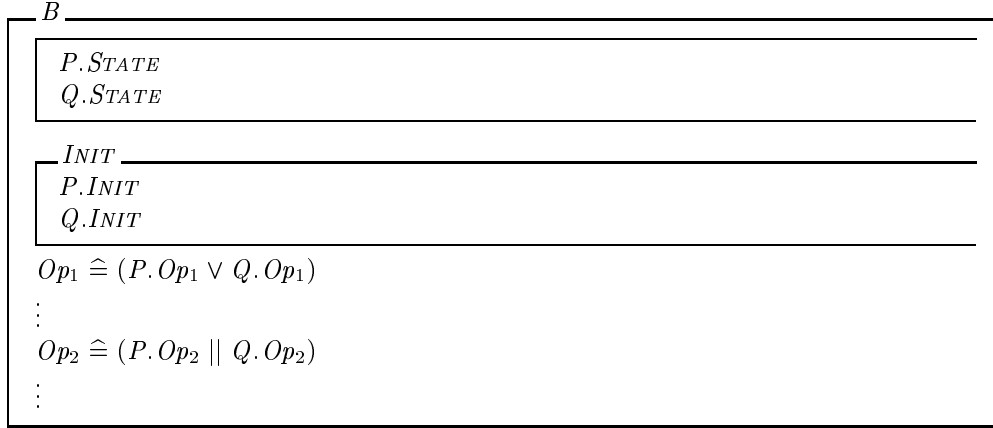 B
P.STATE
Q.STATE
INIT
P.INIT
Q.INIT
Op₁ ≙ (P.Op₁ ∨ Q.Op₁)
⋮
Op₂ ≙ (P.Op₂ || Q.Op₂)
⋮